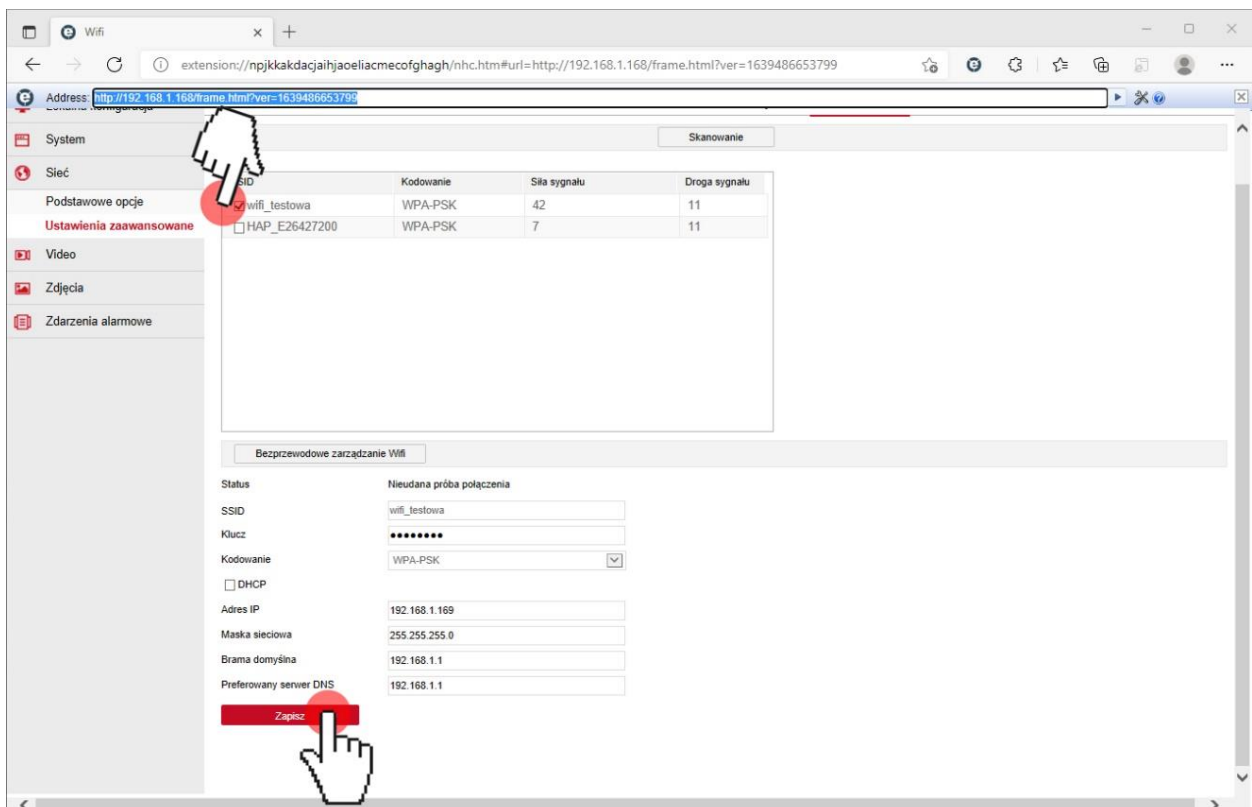 Wifi
extension://npjkkakdacjaihjaoeliacmecofghagh/nhc.htm#url=http://192.168.1.168/frame.html?ver=1639486653799
Address: http://192.168.1.168/frame.html?ver=1639486653799
System
Skanowanie
Sieć
Podstawowe opcje
Ustawienia zaawansowane
Video
Zdjęcia
Zdarzenia alarmowe
SSID Kodowanie Siła sygnału Droga sygnału
wifi_testowa WPA-PSK 42 11
HAP_E26427200 WPA-PSK 7 11
Bezprzewodowe zarządzanie Wifi
Status Nieudana próba połączenia
SSID wifi_testowa
Klucz
Kodowanie WPA-PSK
DHCP
Adres IP 192.168.1.169
Maska sieciowa 255.255.255.0
Brama domyślna 192.168.1.1
Preferowany serwer DNS 192.168.1.1
Zapisz